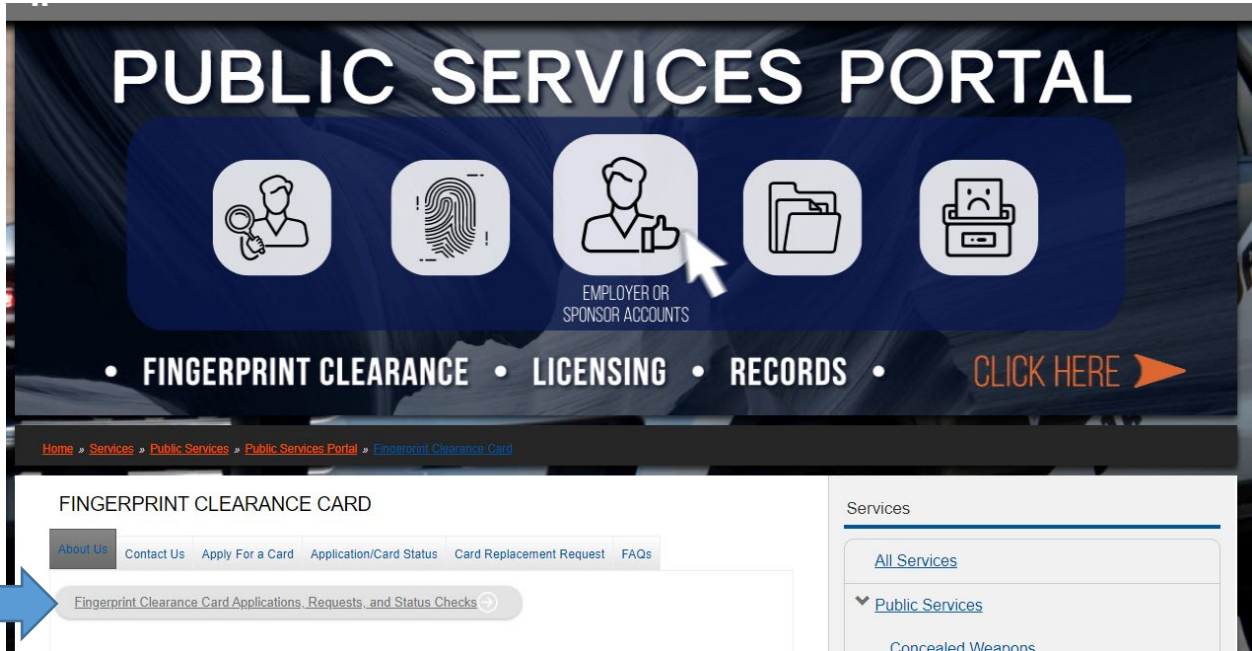 PUBLIC SERVICES PORTAL
EMPLOYER OR
SPONSOR ACCOUNTS
• FINGERPRINT CLEARANCE • LICENSING • RECORDS • CLICK HERE
Home » Services » Public Services » Public Services Portal » Fingerprint Clearance Card
FINGERPRINT CLEARANCE CARD
About Us Contact Us Apply For a Card Application/Card Status Card Replacement Request FAQs
Fingerprint Clearance Card Applications, Requests, and Status Checks
Services
All Services
Public Services
Concealed Weapons